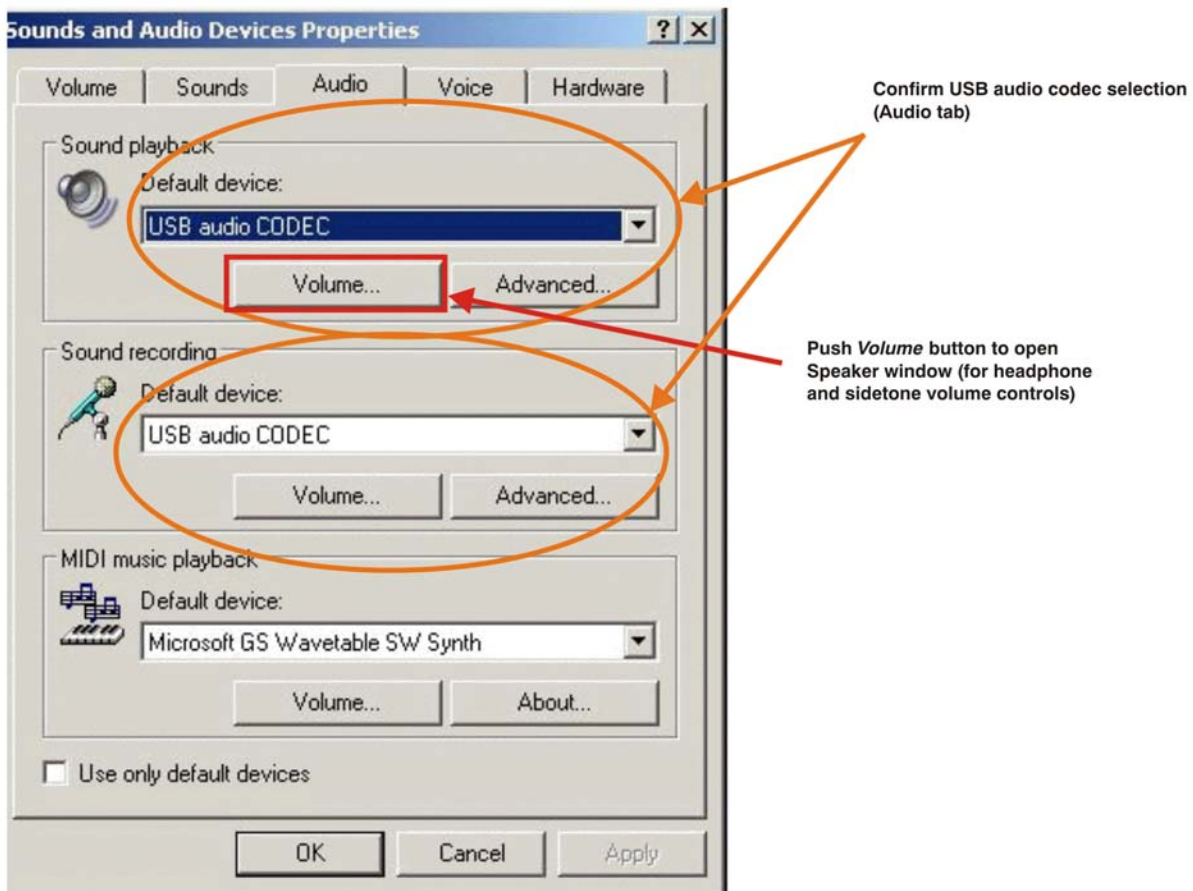 Sounds and Audio Devices Properties
Volume
Sounds
Audio
Voice
Hardware
Sound playback
Default device:
USB audio CODEC
Volume...
Advanced...
Sound recording
Default device:
USB audio CODEC
Volume...
Advanced...
MIDI music playback
Default device:
Microsoft GS Wavetable SW Synth
Volume...
About...
Use only default devices
OK
Cancel
Apply
Confirm USB audio codec selection
(Audio tab)
Push Volume button to open
Speaker window (for headphone
and sidetone volume controls)